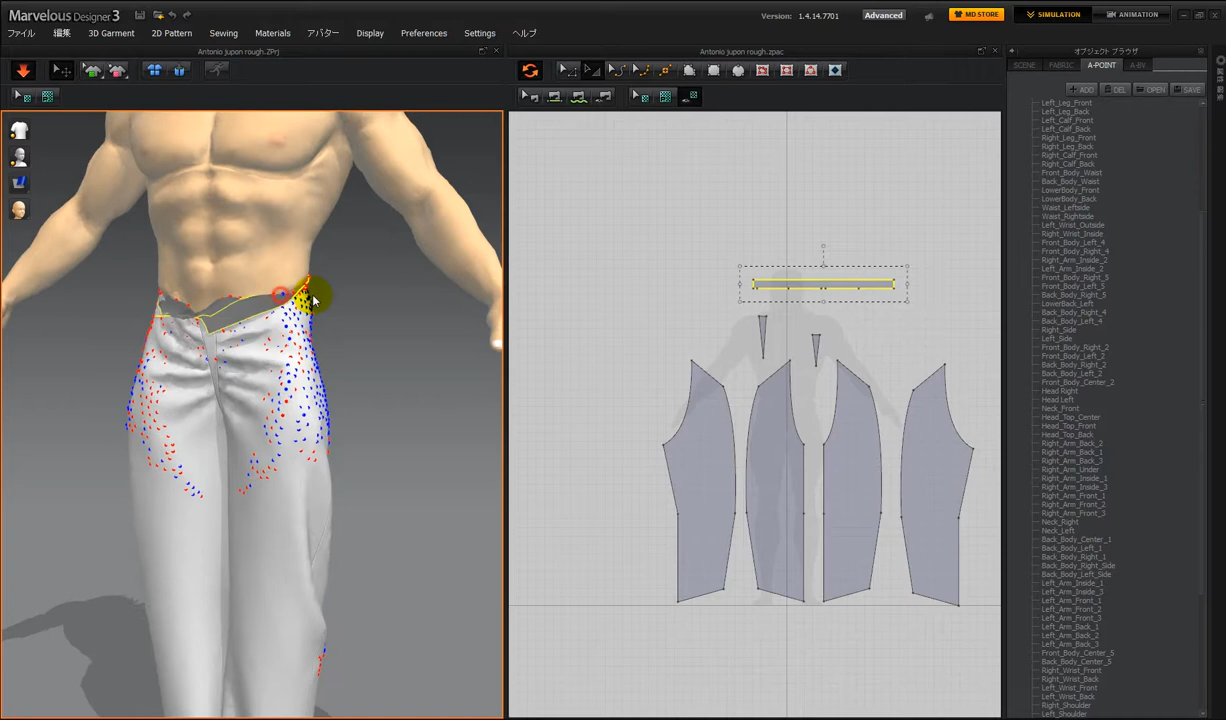 Marvelous Designer 3
Version: 1.4.14.7701
Advanced
MD STORE
SIMULATION
ANIMATION
ファイル 編集 3D Garment 2D Pattern Sewing Materials アバター Display Preferences Settings ヘルプ
Antonio jupon rough.ZPrj
Antonio jupon rough.zpac
オブジェクト ブラウザ
SCENE FABRIC A-POINT A-BV
ADD DEL OPEN SAVE
Left_Leg_Front
Left_Leg_Back
Left_Calf_Front
Left_Calf_Back
Right_Leg_Front
Right_Leg_Back
Right_Calf_Front
Right_Calf_Back
Front_Body_Waist
Back_Body_Waist
LowerBody_Front
LowerBody_Back
Waist_Leftside
Waist_Rightside
Left_Wrist_Outside
Right_Wrist_Inside
Front_Body_Left_4
Front_Body_Right_4
Right_Arm_Inside_2
Left_Arm_Inside_2
Front_Body_Right_5
Front_Body_Left_5
Back_Body_Right_5
LowerBack_Left
Back_Body_Right_4
Back_Body_Left_4
Right_Side
Left_Side
Front_Body_Right_2
Front_Body_Left_2
Back_Body_Right_2
Back_Body_Left_2
Front_Body_Center_2
Head Right
Head Left
Neck_Front
Head_Top_Center
Head_Top_Front
Head_Top_Back
Right_Arm_Back_2
Right_Arm_Back_1
Right_Arm_Back_3
Right_Arm_Under
Right_Arm_Inside_1
Right_Arm_Inside_3
Right_Arm_Front_1
Right_Arm_Front_2
Right_Arm_Front_3
Neck_Right
Neck_Left
Back_Body_Center_1
Back_Body_Left_1
Back_Body_Right_1
Back_Body_Right_Side
Back_Body_Left_Side
Left_Arm_Inside_1
Left_Arm_Inside_3
Left_Arm_Front_1
Left_Arm_Front_2
Left_Arm_Front_3
Left_Arm_Back_1
Left_Arm_Back_2
Left_Arm_Back_3
Front_Body_Center_5
Back_Body_Center_5
Right_Wrist_Front
Right_Wrist_Back
Left_Wrist_Front
Left_Wrist_Back
Right_Shoulder
Left_Shoulder